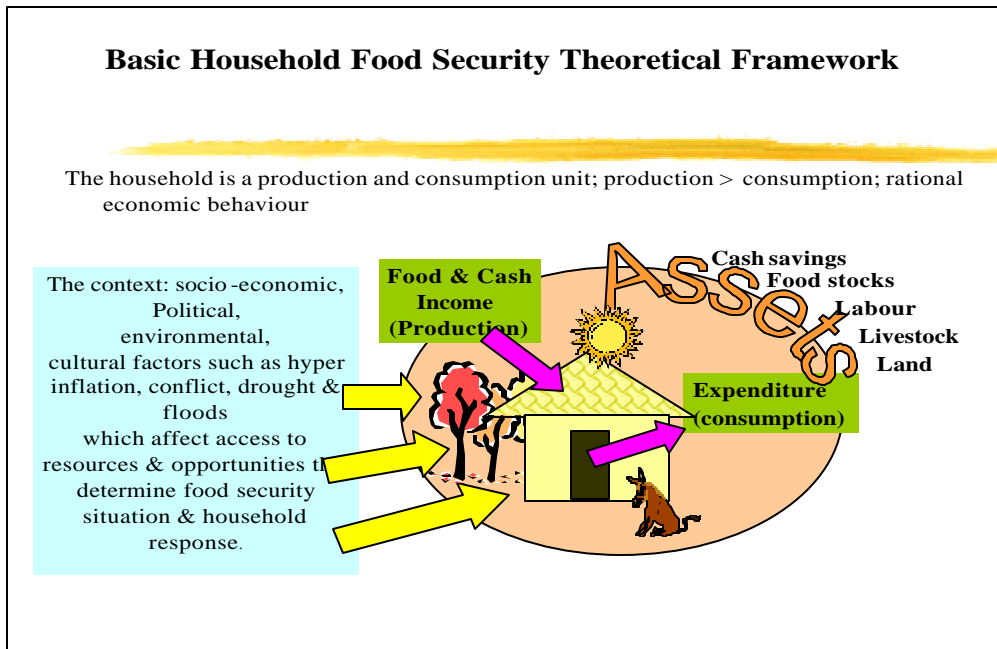 Basic Household Food Security Theoretical Framework
The household is a production and consumption unit; production > consumption; rational
economic behaviour
The context: socio-economic,
Political,
environmental,
cultural factors such as hyper
inflation, conflict, drought &
floods
which affect access to
resources & opportunities
determine food security
situation & household
response.
Food & Cash
Income
(Production)
Assets
Cash savings
Food stocks
Labour
Livestock
Land
Expenditure
(consumption)